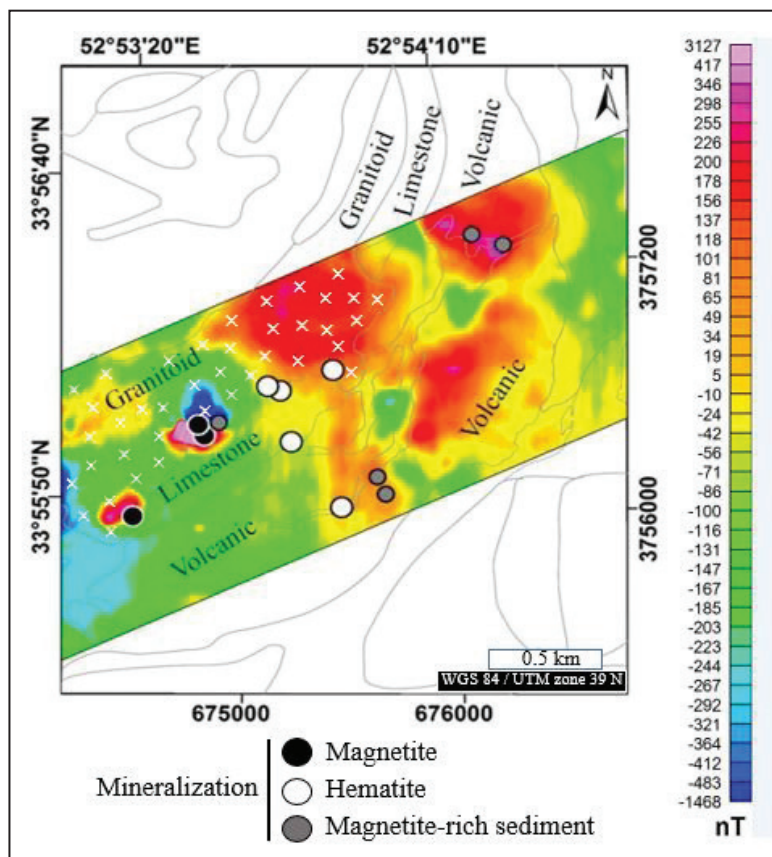 52°53'20"E
52°54'10"E
N
33°56'40"N
33°55'50"N
3757200
3756000
Granitoid
Limestone
Volcanic
Granitoid
Limestone
Volcanic
Volcanic
0.5 km
WGS 84 / UTM zone 39 N
675000
676000
3127
417
346
298
255
226
200
178
156
137
118
101
81
65
49
34
19
5
-10
-24
-42
-56
-71
-86
-100
-116
-131
-147
-167
-185
-203
-223
-244
-267
-292
-321
-364
-412
-483
-1468
nT
Mineralization
Magnetite
Hematite
Magnetite-rich sediment